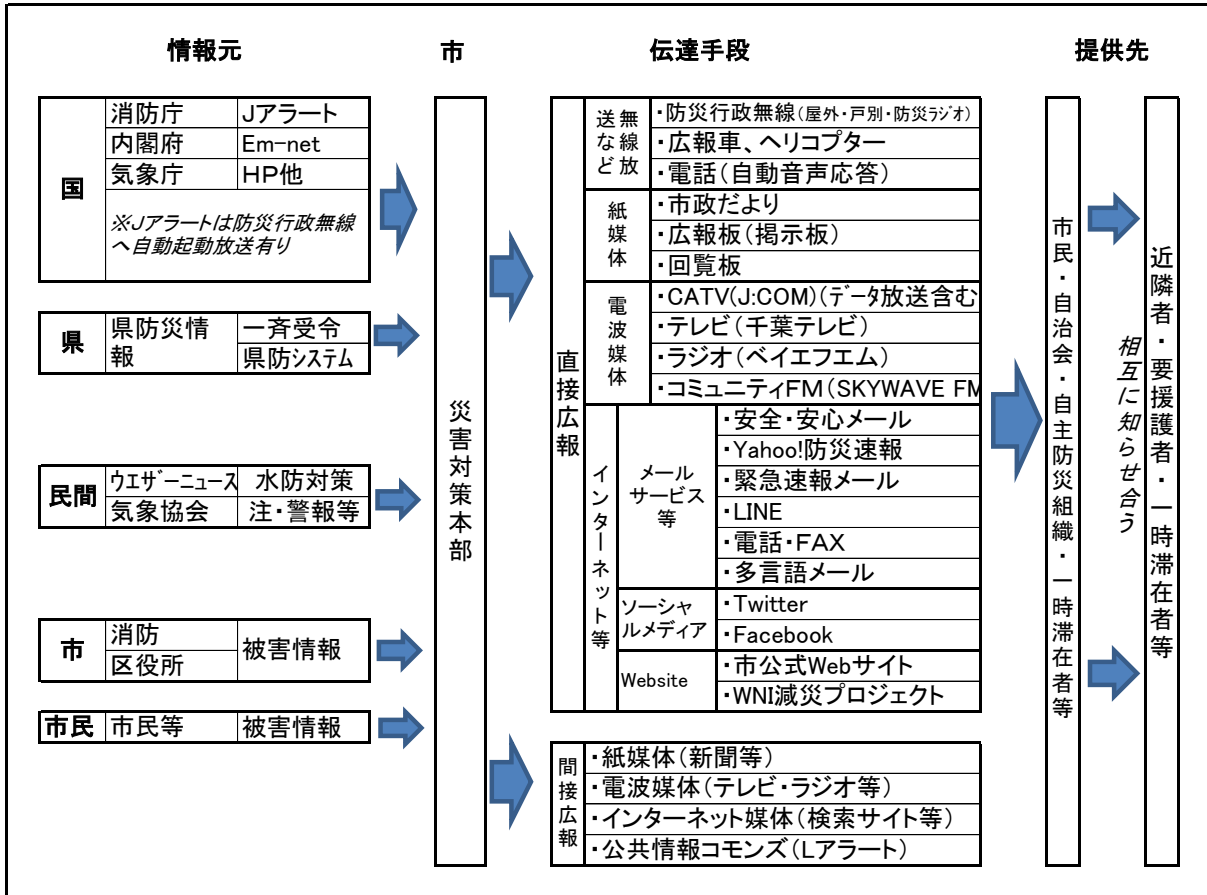 情報元
市
伝達手段
提供先
国
消防庁
Jアラート
内閣府
Em-net
気象庁
HP他
※Jアラートは防災行政無線
へ自動起動放送有り
県
県防災情
報
一斉受令
県防システム
民間
ウエザーニュース
水防対策
気象協会
注・警報等
市
消防
区役所
被害情報
市民
市民等
被害情報
災害対策本部
直接広報
無線放
送など
・防災行政無線(屋外・戸別・防災ラジオ)
・広報車、ヘリコプター
・電話(自動音声応答)
紙媒体
・市政だより
・広報板(掲示板)
・回覧板
電波媒体
・CATV(J:COM)(データ放送含む
・テレビ(千葉テレビ)
・ラジオ(ベイエフエム)
・コミュニティFM(SKYWAVE FM
インターネット等
メール
サービス
等
・安全・安心メール
・Yahoo!防災速報
・緊急速報メール
・LINE
・電話・FAX
・多言語メール
ソーシャ
ルメディア
・Twitter
・Facebook
Website
・市公式Webサイト
・WNI減災プロジェクト
間接広報
・紙媒体(新聞等)
・電波媒体(テレビ・ラジオ等)
・インターネット媒体(検索サイト等)
・公共情報コモンズ(Lアラート)
市民・自治会・自主防災組織・一時滞在者等
相互に知らせ合う
近隣者・要援護者・一時滞在者等